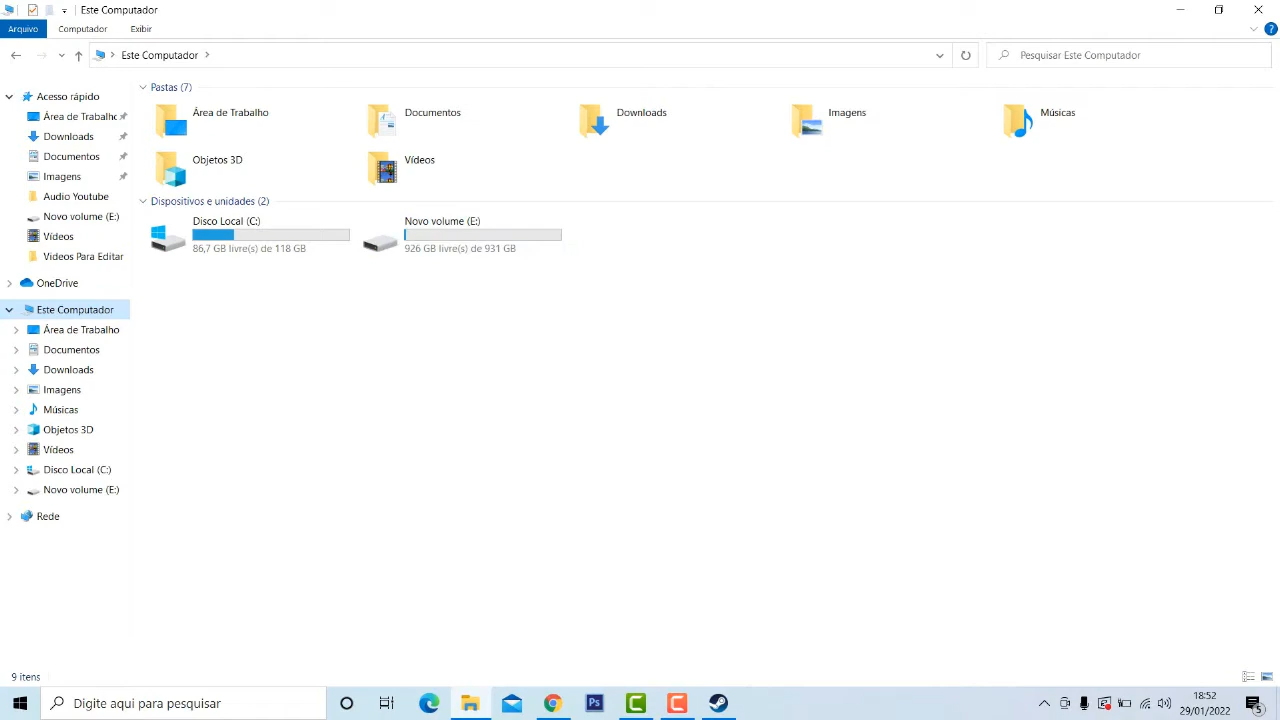 Este Computador
Arquivo Computador Exibir
Este Computador
Pesquisar Este Computador
Acesso rápido
Área de Trabalho
Downloads
Documentos
Imagens
Audio Youtube
Novo volume (E:)
Vídeos
Videos Para Editar
OneDrive
Este Computador
Área de Trabalho
Documentos
Downloads
Imagens
Músicas
Objetos 3D
Vídeos
Disco Local (C:)
Novo volume (E:)
Rede
Pastas (7)
Área de Trabalho
Documentos
Downloads
Imagens
Músicas
Objetos 3D
Vídeos
Dispositivos e unidades (2)
Disco Local (C:)
86,7 GB livre(s) de 118 GB
Novo volume (E:)
926 GB livre(s) de 931 GB
9 itens
Digite aqui para pesquisar
Ps
18:52
29/01/2022
5